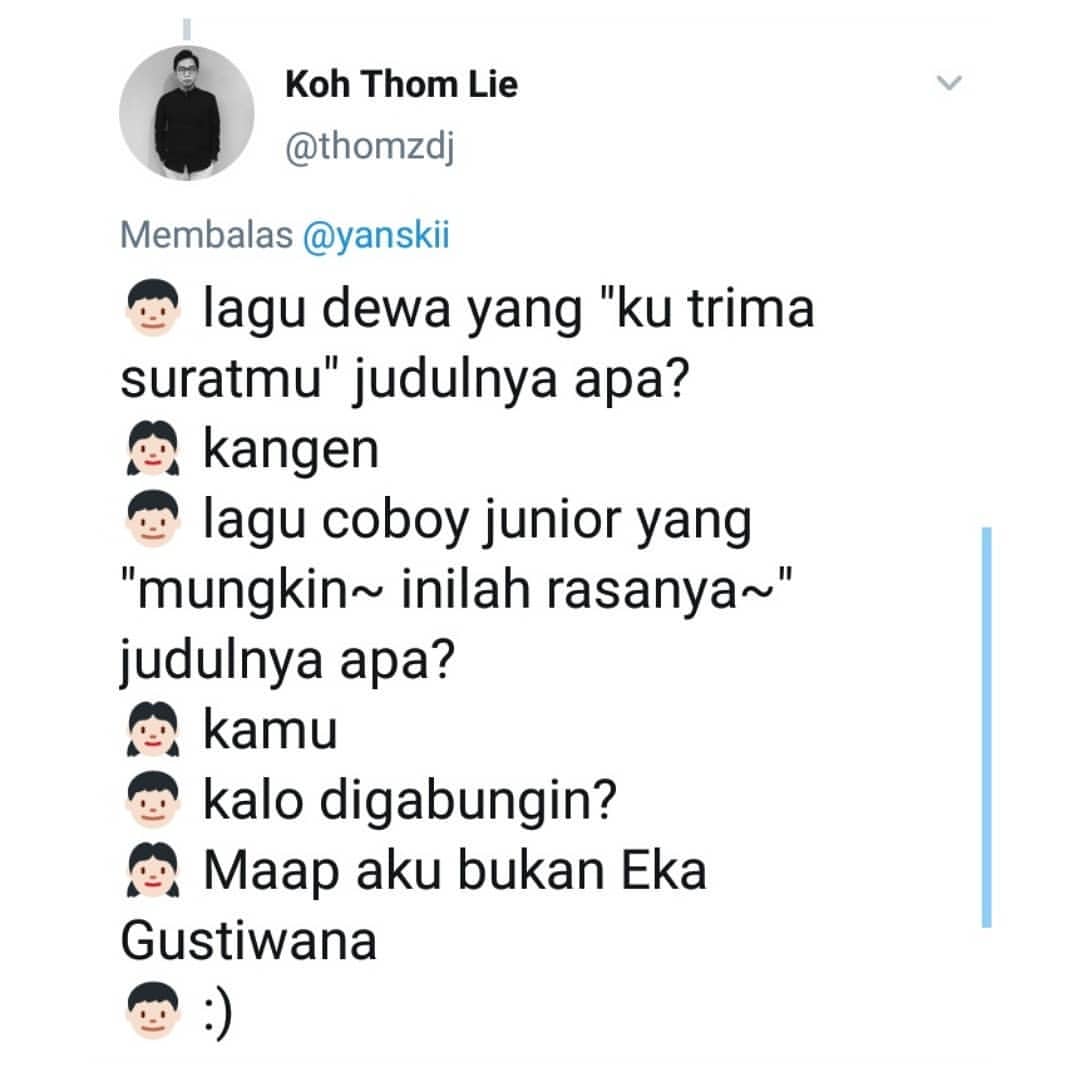 Koh Thom Lie
@thomzdj
Membalas @yanskii
👦🏻 lagu dewa yang "ku trima
suratmu" judulnya apa?
👧🏻 kangen
👦🏻 lagu coboy junior yang
"mungkin~ inilah rasanya~"
judulnya apa?
👧🏻 kamu
👦🏻 kalo digabungin?
👧🏻 Maap aku bukan Eka
Gustiwana
👦🏻 :)